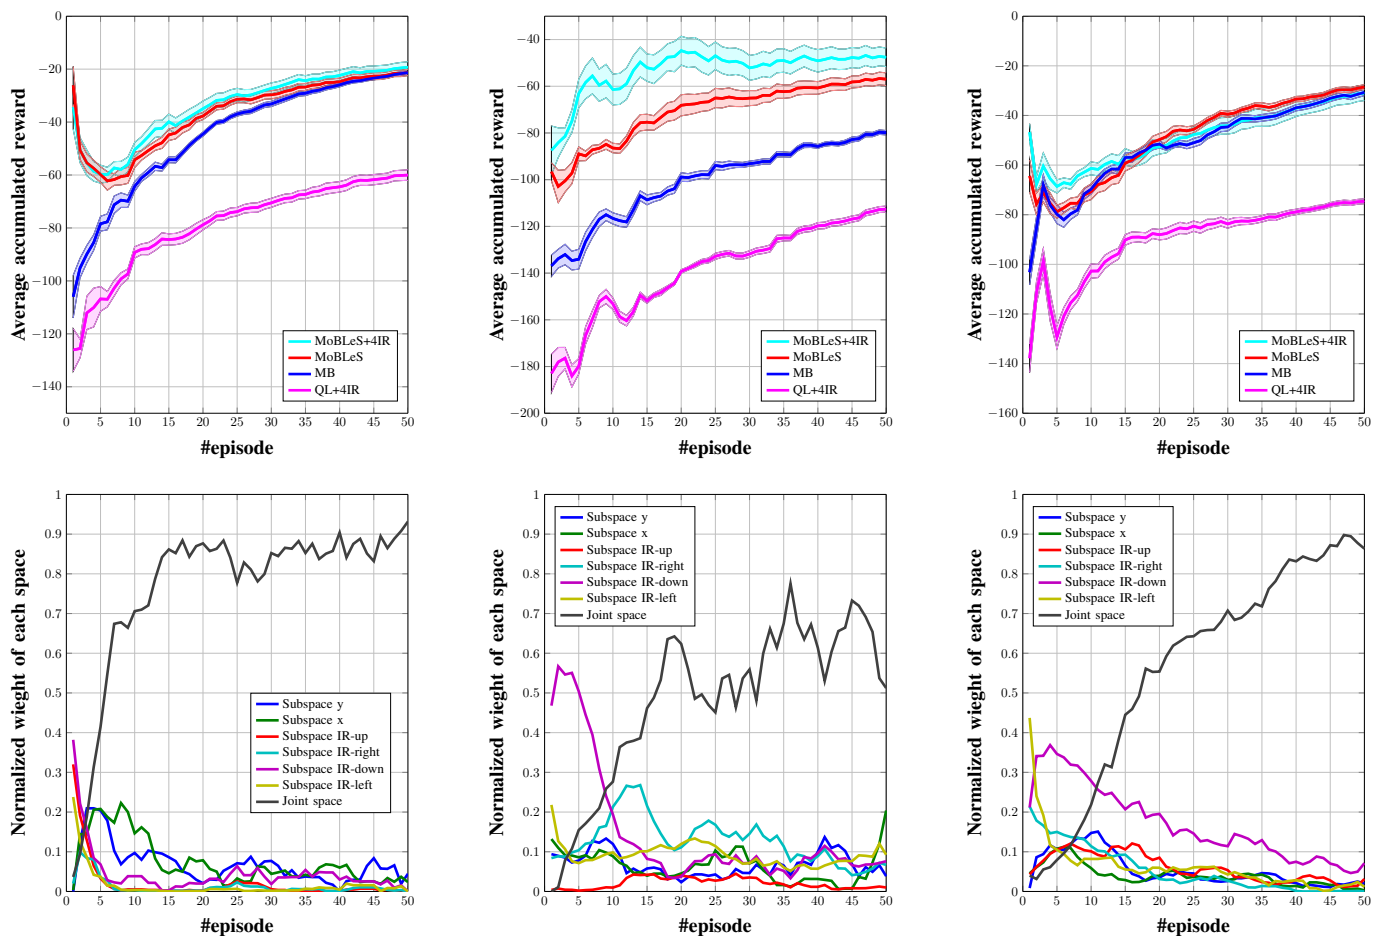 0
−20
−40
−60
−80
−100
−120
−140
Average accumulated reward
0 5 10 15 20 25 30 35 40 45 50
#episode
MoBLeS+4IR
MoBLeS
MB
QL+4IR
−40
−60
−80
−100
−120
−140
−160
−180
−200
Average accumulated reward
0 5 10 15 20 25 30 35 40 45 50
#episode
MoBLeS+4IR
MoBLeS
MB
QL+4IR
0
−20
−40
−60
−80
−100
−120
−140
−160
Average accumulated reward
0 5 10 15 20 25 30 35 40 45 50
#episode
MoBLeS+4IR
MoBLeS
MB
QL+4IR
1
0.9
0.8
0.7
0.6
0.5
0.4
0.3
0.2
0.1
0
Normalized wieght of each space
0 5 10 15 20 25 30 35 40 45 50
#episode
Subspace y
Subspace x
Subspace IR-up
Subspace IR-right
Subspace IR-down
Subspace IR-left
Joint space
1
0.9
0.8
0.7
0.6
0.5
0.4
0.3
0.2
0.1
0
Normalized wieght of each space
0 5 10 15 20 25 30 35 40 45 50
#episode
Subspace y
Subspace x
Subspace IR-up
Subspace IR-right
Subspace IR-down
Subspace IR-left
Joint space
1
0.9
0.8
0.7
0.6
0.5
0.4
0.3
0.2
0.1
0
Normalized wieght of each space
0 5 10 15 20 25 30 35 40 45 50
#episode
Subspace y
Subspace x
Subspace IR-up
Subspace IR-right
Subspace IR-down
Subspace IR-left
Joint space